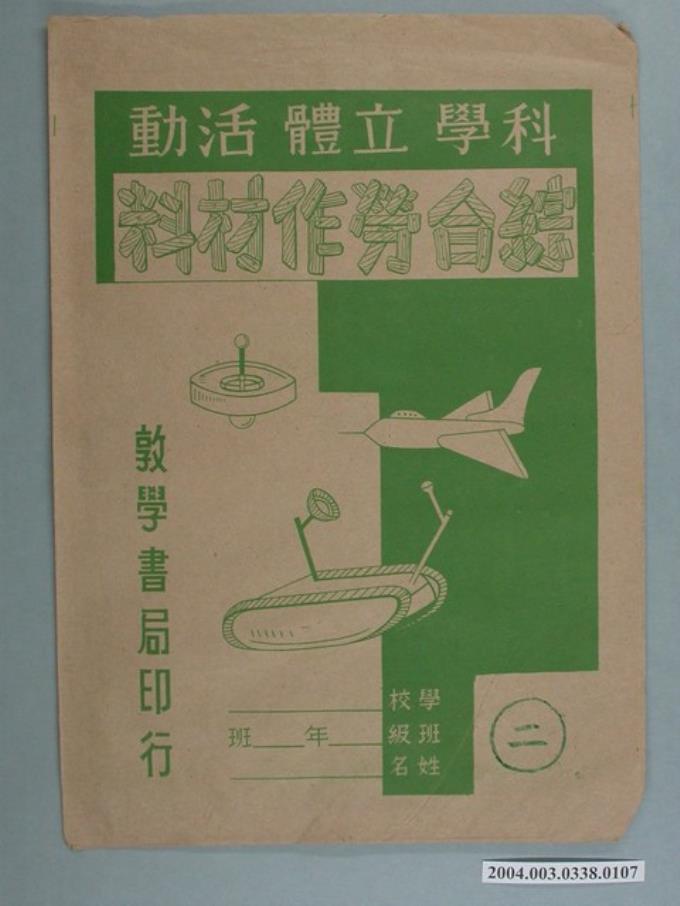 科學 立體 活動
綜合勞作材料
敦學書局印行
學校
班級 年 班
姓名
二
2004.003.0338.0107